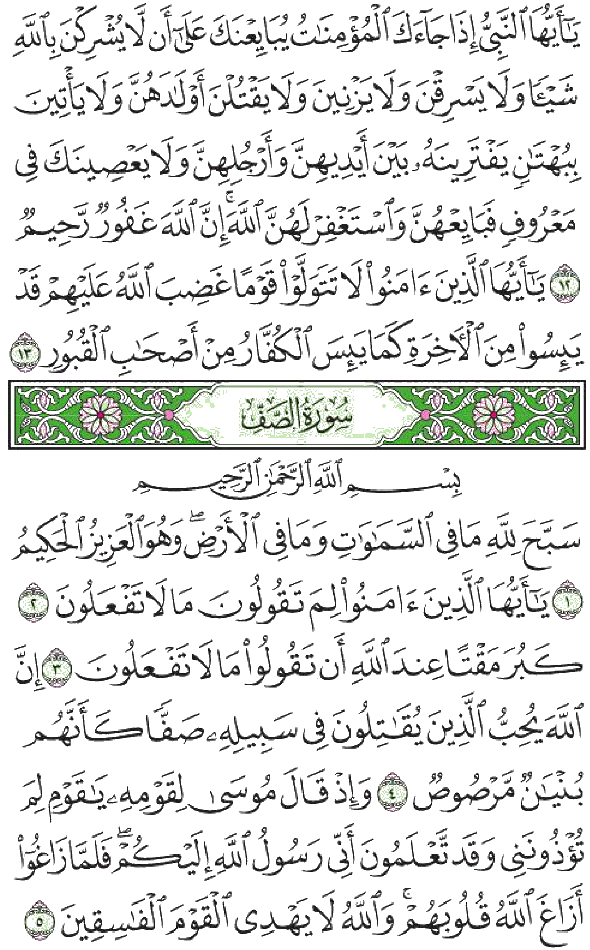 يَٰٓأَيُّهَا ٱلنَّبِيُّ إِذَا جَآءَكَ ٱلْمُؤْمِنَٰتُ يُبَايِعْنَكَ عَلَىٰٓ أَن لَّا يُشْرِكْنَ بِٱللَّهِ
شَيْـًٔا وَلَا يَسْرِقْنَ وَلَا يَزْنِينَ وَلَا يَقْتُلْنَ أَوْلَٰدَهُنَّ وَلَا يَأْتِينَ
بِبُهْتَٰنٍ يَفْتَرِينَهُۥ بَيْنَ أَيْدِيهِنَّ وَأَرْجُلِهِنَّ وَلَا يَعْصِينَكَ فِى
مَعْرُوفٍ فَبَايِعْهُنَّ وَٱسْتَغْفِرْ لَهُنَّ ٱللَّهَ ۖ إِنَّ ٱللَّهَ غَفُورٌ رَّحِيمٌ
١٢ يَٰٓأَيُّهَا ٱلَّذِينَ ءَامَنُوا۟ لَا تَتَوَلَّوْا۟ قَوْمًا غَضِبَ ٱللَّهُ عَلَيْهِمْ قَدْ
يَئِسُوا۟ مِنَ ٱلْءَاخِرَةِ كَمَا يَئِسَ ٱلْكُفَّارُ مِنْ أَصْحَٰبِ ٱلْقُبُورِ ١٣
سُورَةُ الصَّفِّ
بِسْمِ ٱللَّهِ ٱلرَّحْمَٰنِ ٱلرَّحِيمِ
سَبَّحَ لِلَّهِ مَا فِى ٱلسَّمَٰوَٰتِ وَمَا فِى ٱلْأَرْضِ ۖ وَهُوَ ٱلْعَزِيزُ ٱلْحَكِيمُ
١ يَٰٓأَيُّهَا ٱلَّذِينَ ءَامَنُوا۟ لِمَ تَقُولُونَ مَا لَا تَفْعَلُونَ ٢
كَبُرَ مَقْتًا عِندَ ٱللَّهِ أَن تَقُولُوا۟ مَا لَا تَفْعَلُونَ ٣ إِنَّ
ٱللَّهَ يُحِبُّ ٱلَّذِينَ يُقَٰتِلُونَ فِى سَبِيلِهِۦ صَفًّا كَأَنَّهُم
بُنْيَٰنٌ مَّرْصُوصٌ ٤ وَإِذْ قَالَ مُوسَىٰ لِقَوْمِهِۦ يَٰقَوْمِ لِمَ
تُؤْذُونَنِى وَقَد تَّعْلَمُونَ أَنِّى رَسُولُ ٱللَّهِ إِلَيْكُمْ ۖ فَلَمَّا زَاغُوٓا۟
أَزَاغَ ٱللَّهُ قُلُوبَهُمْ ۚ وَٱللَّهُ لَا يَهْدِى ٱلْقَوْمَ ٱلْفَٰسِقِينَ ٥